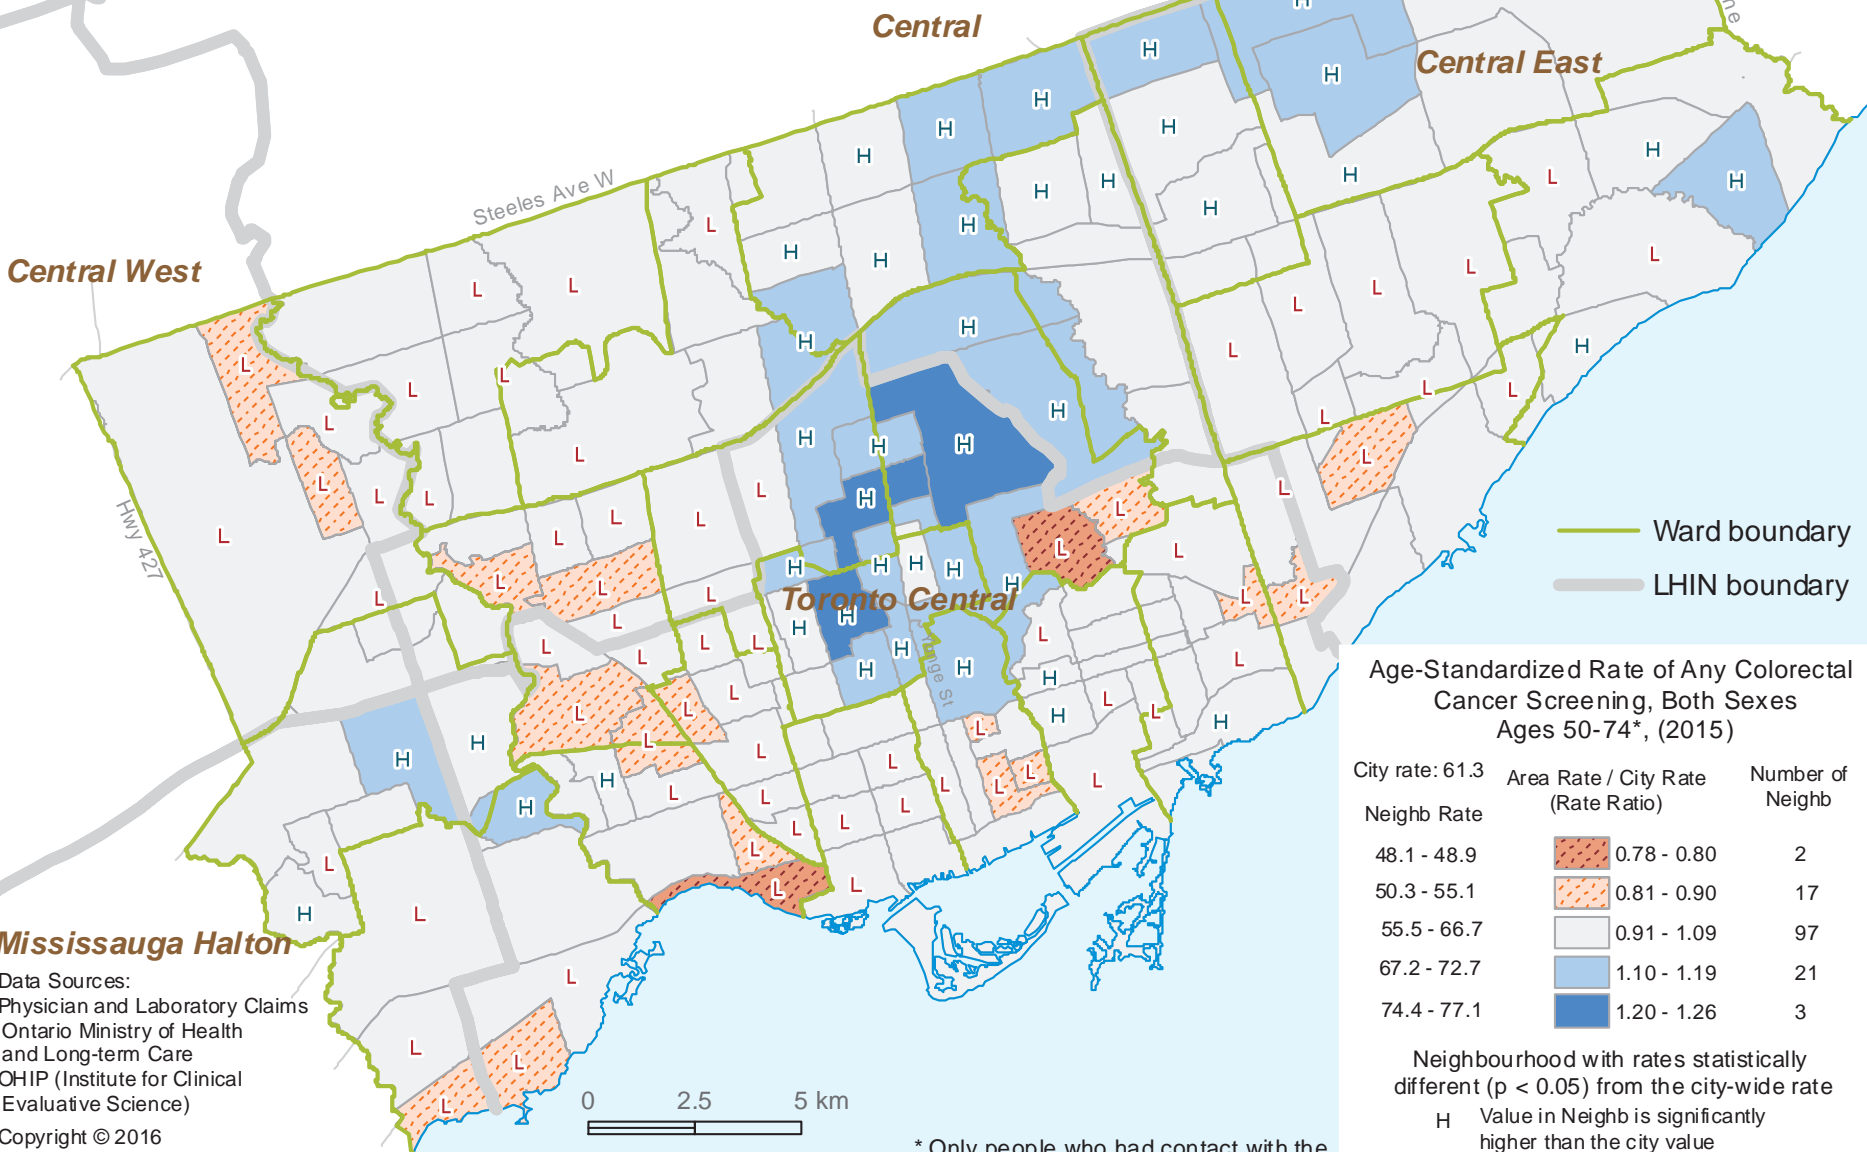 Central
Central East
Steeles Ave W
Central West
Hwy 427
Toronto Central
Yonge St
Mississauga Halton
Ward boundary
LHIN boundary
Age-Standardized Rate of Any Colorectal
Cancer Screening, Both Sexes
Ages 50-74*, (2015)
City rate: 61.3
Area Rate / City Rate
(Rate Ratio)
Number of
Neighb
Neighb Rate
48.1 - 48.9 0.78 - 0.80 2
50.3 - 55.1 0.81 - 0.90 17
55.5 - 66.7 0.91 - 1.09 97
67.2 - 72.7 1.10 - 1.19 21
74.4 - 77.1 1.20 - 1.26 3
Neighbourhood with rates statistically
different (p < 0.05) from the city-wide rate
H Value in Neighb is significantly
higher than the city value
Data Sources:
Physician and Laboratory Claims
Ontario Ministry of Health
and Long-term Care
OHIP (Institute for Clinical
Evaluative Science)
Copyright © 2016
0 2.5 5 km
* Only people who had contact with the